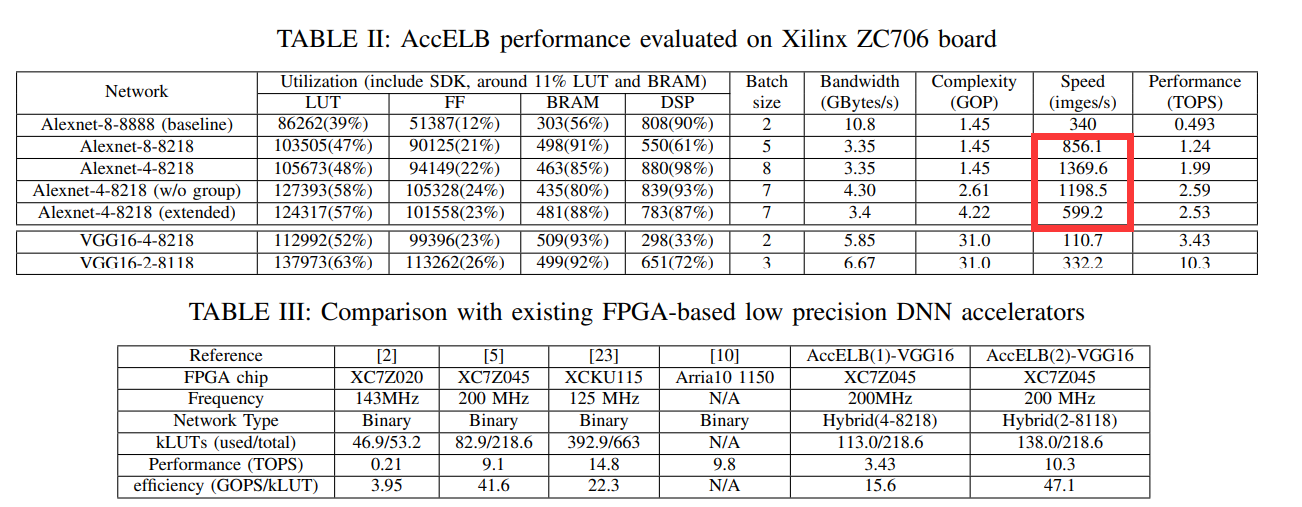 TABLE II: AccELB performance evaluated on Xilinx ZC706 board
Network Utilization (include SDK, around 11% LUT and BRAM) Batch size Bandwidth (GBytes/s) Complexity (GOP) Speed (imges/s) Performance (TOPS)
LUT FF BRAM DSP
Alexnet-8-8888 (baseline) 86262(39%) 51387(12%) 303(56%) 808(90%) 2 10.8 1.45 340 0.493
Alexnet-8-8218 103505(47%) 90125(21%) 498(91%) 550(61%) 5 3.35 1.45 856.1 1.24
Alexnet-4-8218 105673(48%) 94149(22%) 463(85%) 880(98%) 8 3.35 1.45 1369.6 1.99
Alexnet-4-8218 (w/o group) 127393(58%) 105328(24%) 435(80%) 839(93%) 7 4.30 2.61 1198.5 2.59
Alexnet-4-8218 (extended) 124317(57%) 101558(23%) 481(88%) 783(87%) 7 3.4 4.22 599.2 2.53
VGG16-4-8218 112992(52%) 99396(23%) 509(93%) 298(33%) 2 5.85 31.0 110.7 3.43
VGG16-2-8118 137973(63%) 113262(26%) 499(92%) 651(72%) 3 6.67 31.0 332.2 10.3
TABLE III: Comparison with existing FPGA-based low precision DNN accelerators
Reference [2] [5] [23] [10] AccELB(1)-VGG16 AccELB(2)-VGG16
FPGA chip XC7Z020 XC7Z045 XCKU115 Arria10 1150 XC7Z045 XC7Z045
Frequency 143MHz 200 MHz 125 MHz N/A 200MHz 200 MHz
Network Type Binary Binary Binary Binary Hybrid(4-8218) Hybrid(2-8118)
kLUTs (used/total) 46.9/53.2 82.9/218.6 392.9/663 N/A 113.0/218.6 138.0/218.6
Performance (TOPS) 0.21 9.1 14.8 9.8 3.43 10.3
efficiency (GOPS/kLUT) 3.95 41.6 22.3 N/A 15.6 47.1